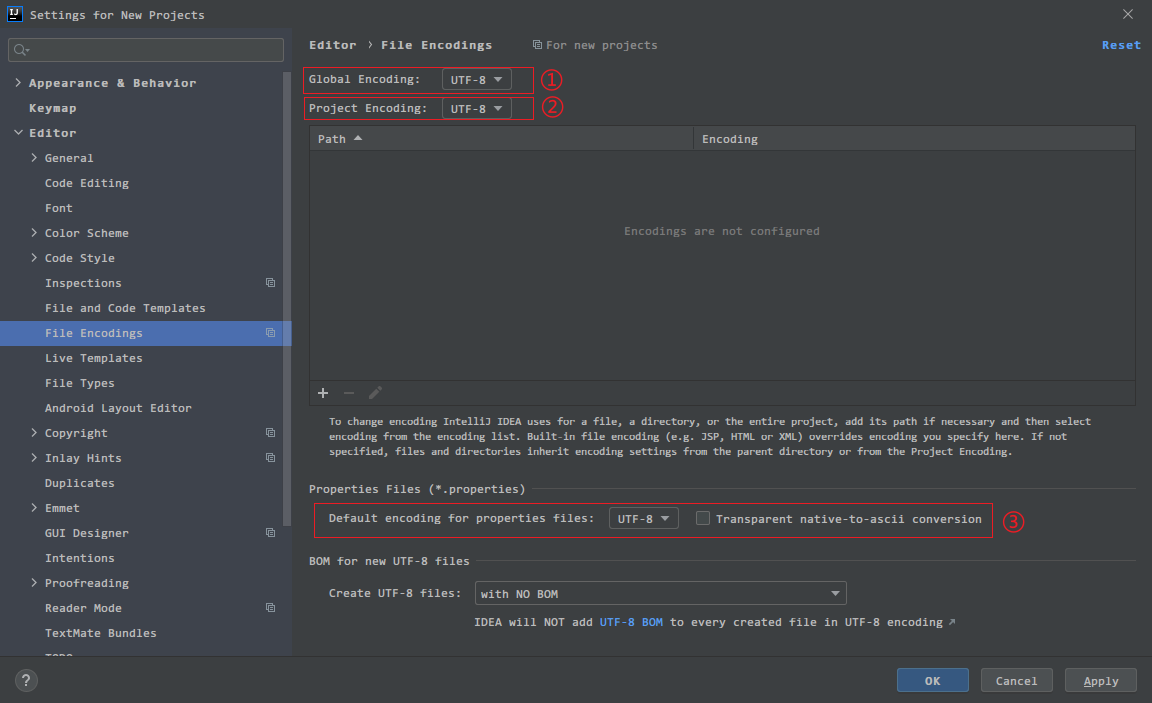 IJ
Settings for New Projects
Editor › File Encodings
For new projects
Reset
Appearance & Behavior
Keymap
Editor
General
Code Editing
Font
Color Scheme
Code Style
Inspections
File and Code Templates
File Encodings
Live Templates
File Types
Android Layout Editor
Copyright
Inlay Hints
Duplicates
Emmet
GUI Designer
Intentions
Proofreading
Reader Mode
TextMate Bundles
Global Encoding: UTF-8 ①
Project Encoding: UTF-8 ②
Path Encoding
Encodings are not configured
To change encoding IntelliJ IDEA uses for a file, a directory, or the entire project, add its path if necessary and then select
encoding from the encoding list. Built-in file encoding (e.g. JSP, HTML or XML) overrides encoding you specify here. If not
specified, files and directories inherit encoding settings from the parent directory or from the Project Encoding.
Properties Files (*.properties)
Default encoding for properties files: UTF-8 Transparent native-to-ascii conversion ③
BOM for new UTF-8 files
Create UTF-8 files: with NO BOM
IDEA will NOT add UTF-8 BOM to every created file in UTF-8 encoding ↗
?
OK Cancel Apply